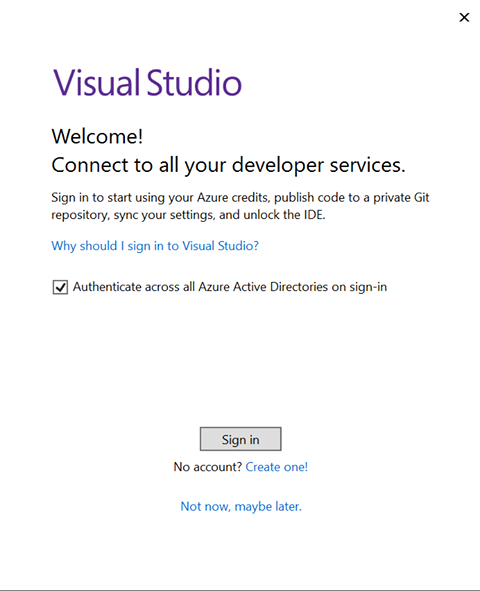 Visual Studio
Welcome!
Connect to all your developer services.
Sign in to start using your Azure credits, publish code to a private Git
repository, sync your settings, and unlock the IDE.
Why should I sign in to Visual Studio?
Authenticate across all Azure Active Directories on sign-in
Sign in
No account? Create one!
Not now, maybe later.